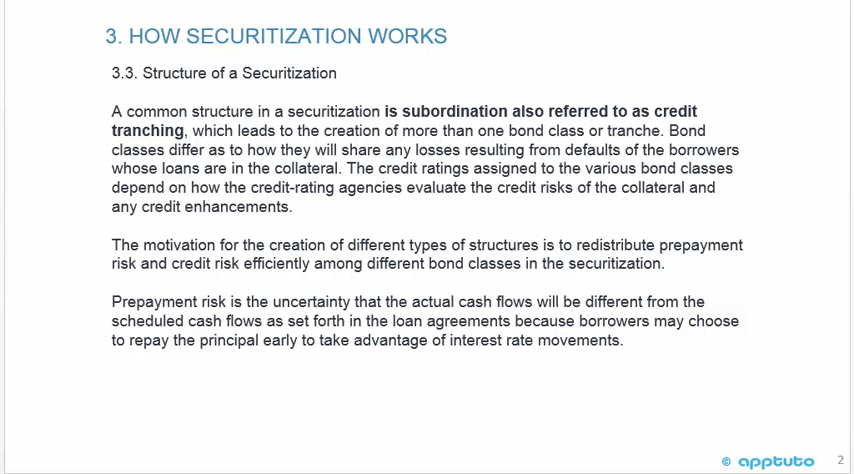 3. HOW SECURITIZATION WORKS
3.3. Structure of a Securitization
A common structure in a securitization is subordination also referred to as credit
tranching, which leads to the creation of more than one bond class or tranche. Bond
classes differ as to how they will share any losses resulting from defaults of the borrowers
whose loans are in the collateral. The credit ratings assigned to the various bond classes
depend on how the credit-rating agencies evaluate the credit risks of the collateral and
any credit enhancements.
The motivation for the creation of different types of structures is to redistribute prepayment
risk and credit risk efficiently among different bond classes in the securitization.
Prepayment risk is the uncertainty that the actual cash flows will be different from the
scheduled cash flows as set forth in the loan agreements because borrowers may choose
to repay the principal early to take advantage of interest rate movements.
© apptuto 2